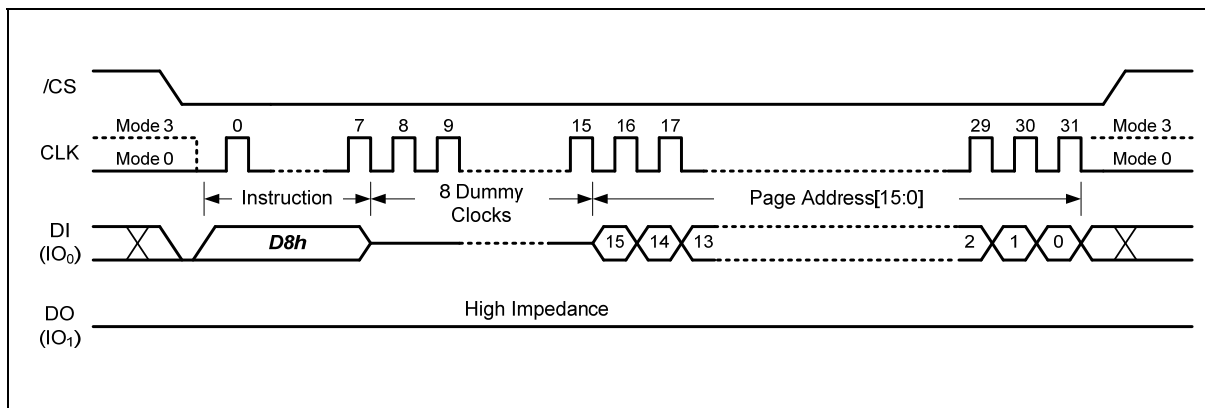 /CS
Mode 3 0 7 8 9 15 16 17 29 30 31 Mode 3
CLK
Mode 0 Mode 0
Instruction 8 Dummy Clocks Page Address[15:0]
DI
(IO0)
D8h 15 14 13 2 1 0
High Impedance
DO
(IO1)